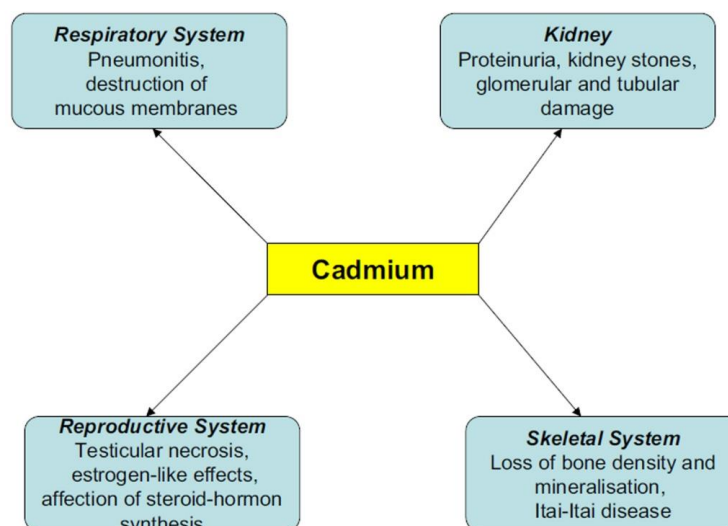 Respiratory System
Pneumonitis,
destruction of
mucous membranes
Kidney
Proteinuria, kidney stones,
glomerular and tubular
damage
Cadmium
Reproductive System
Testicular necrosis,
estrogen-like effects,
affection of steroid-hormon
synthesis
Skeletal System
Loss of bone density and
mineralisation,
Itai-Itai disease